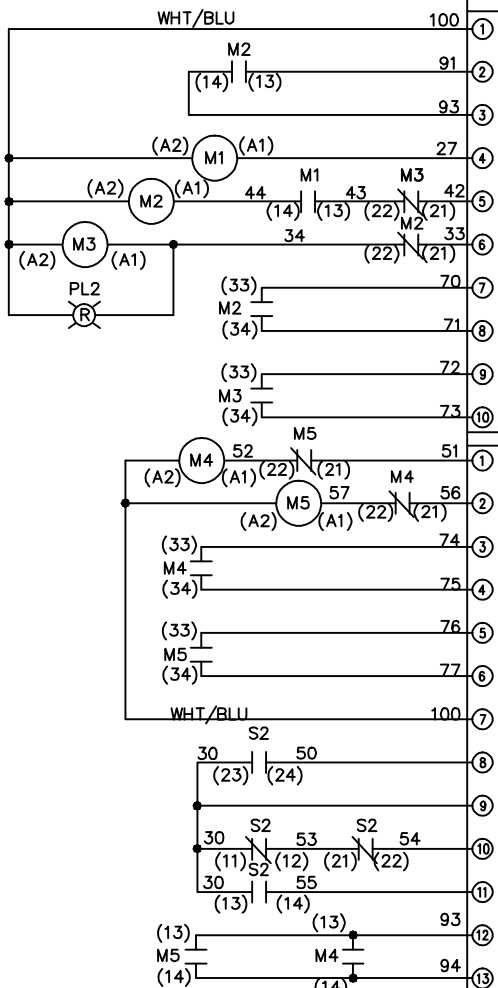 WHT/BLU 100 1
M2 91 2
(14) (13)
93 3
(A2) M1 (A1) 27 4
M1 M3
(A2) M2 (A1) 44 43 42 5
(14) (13) (22) (21)
M2
M3 34 33 6
(A2) (A1) (22) (21)
PL2
R
(33) 70 7
M2
(34) 71 8
(33) 72 9
M3
(34) 73 10
M5
M4 52 51 1
(A2) (A1) (22) (21)
M4
M5 57 56 2
(A2) (A1) (22) (21)
(33) 74 3
M4
(34) 75 4
(33) 76 5
M5
(34) 77 6
WHT/BLU 100 7
S2
30 50 8
(23) (24)
9
S2 S2
30 53 54 10
(11) (12) (21) (22)
S2
30 55 11
(13) (14)
(13) (13) 93 12
M5 M4
(14) (14) 94 13